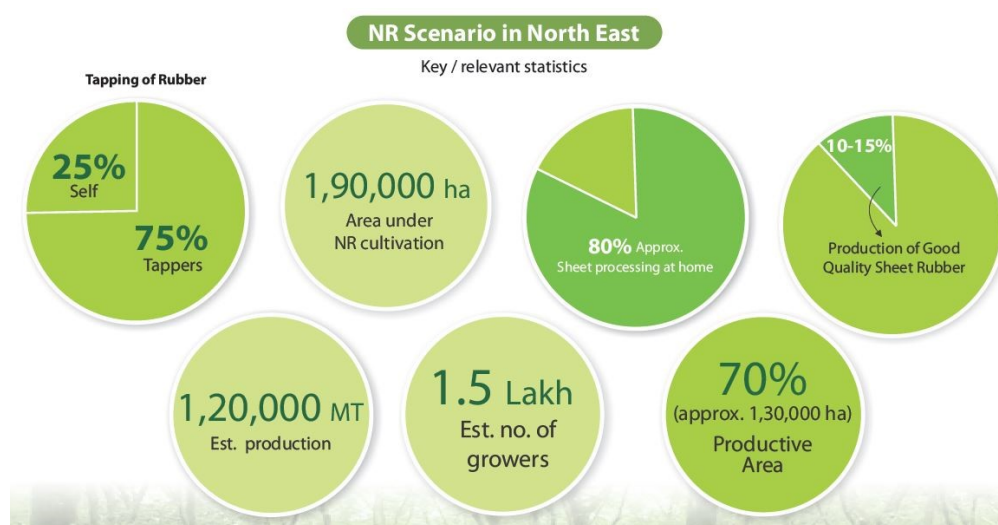 NR Scenario in North East
Key / relevant statistics
Tapping of Rubber
25%
Self
75%
Tappers
1,90,000 ha
Area under
NR cultivation
80% Approx.
Sheet processing at home
10-15%
Production of Good
Quality Sheet Rubber
1,20,000 MT
Est. production
1.5 Lakh
Est. no. of
growers
70%
(approx. 1,30,000 ha)
Productive
Area